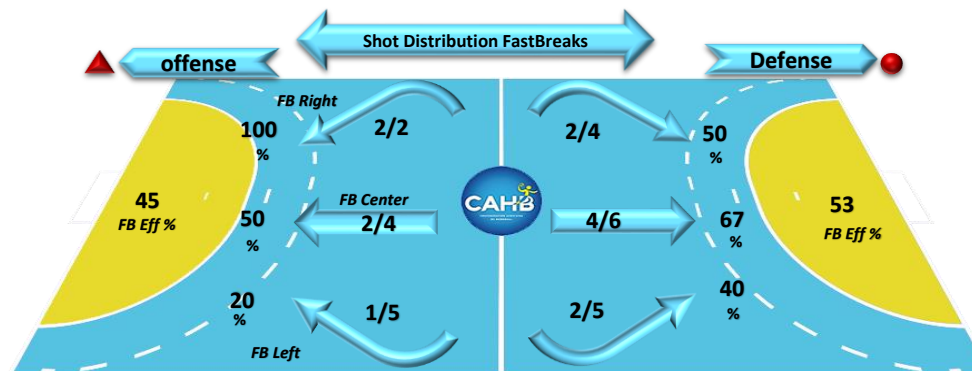 Shot Distribution FastBreaks
offense
Defense
FB Right
100
%
2/2
2/4
50
%
45
FB Eff %
50
%
FB Center
2/4
CAHB
4/6
67
%
53
FB Eff %
20
%
1/5
FB Left
2/5
40
%